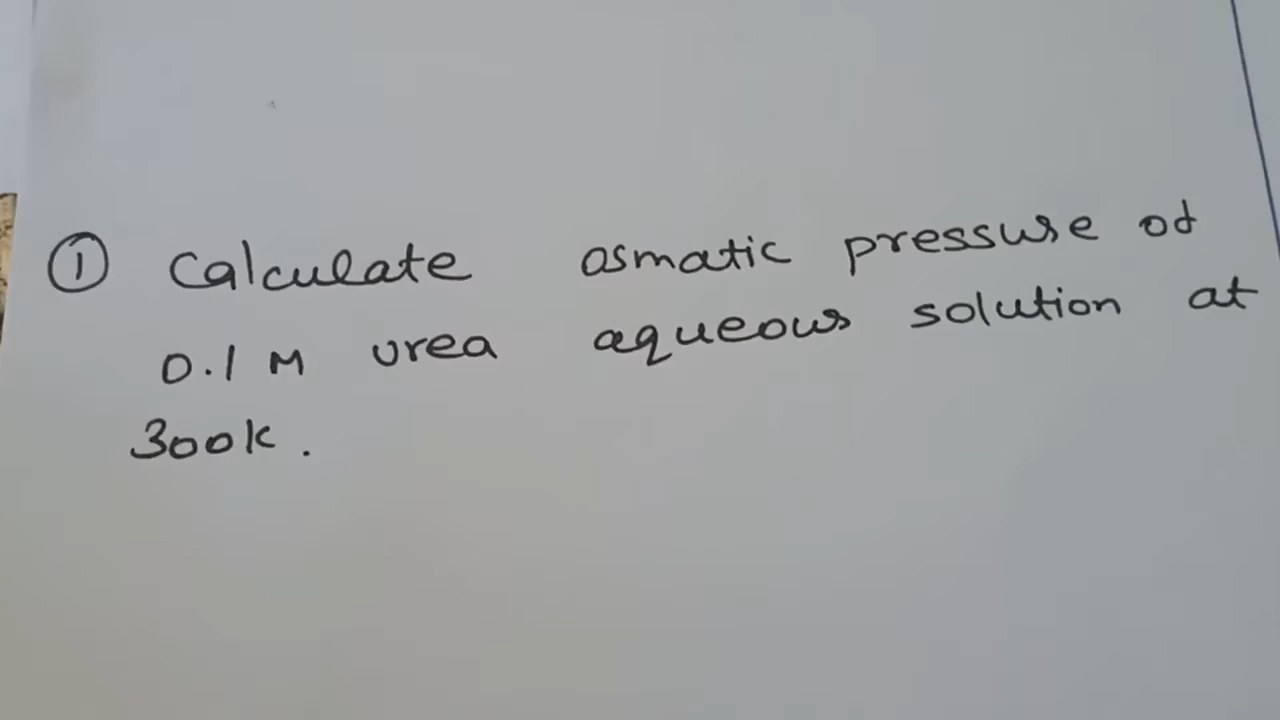 ① Calculate osmatic pressure of
0.1 M urea aqueous solution at
300k.